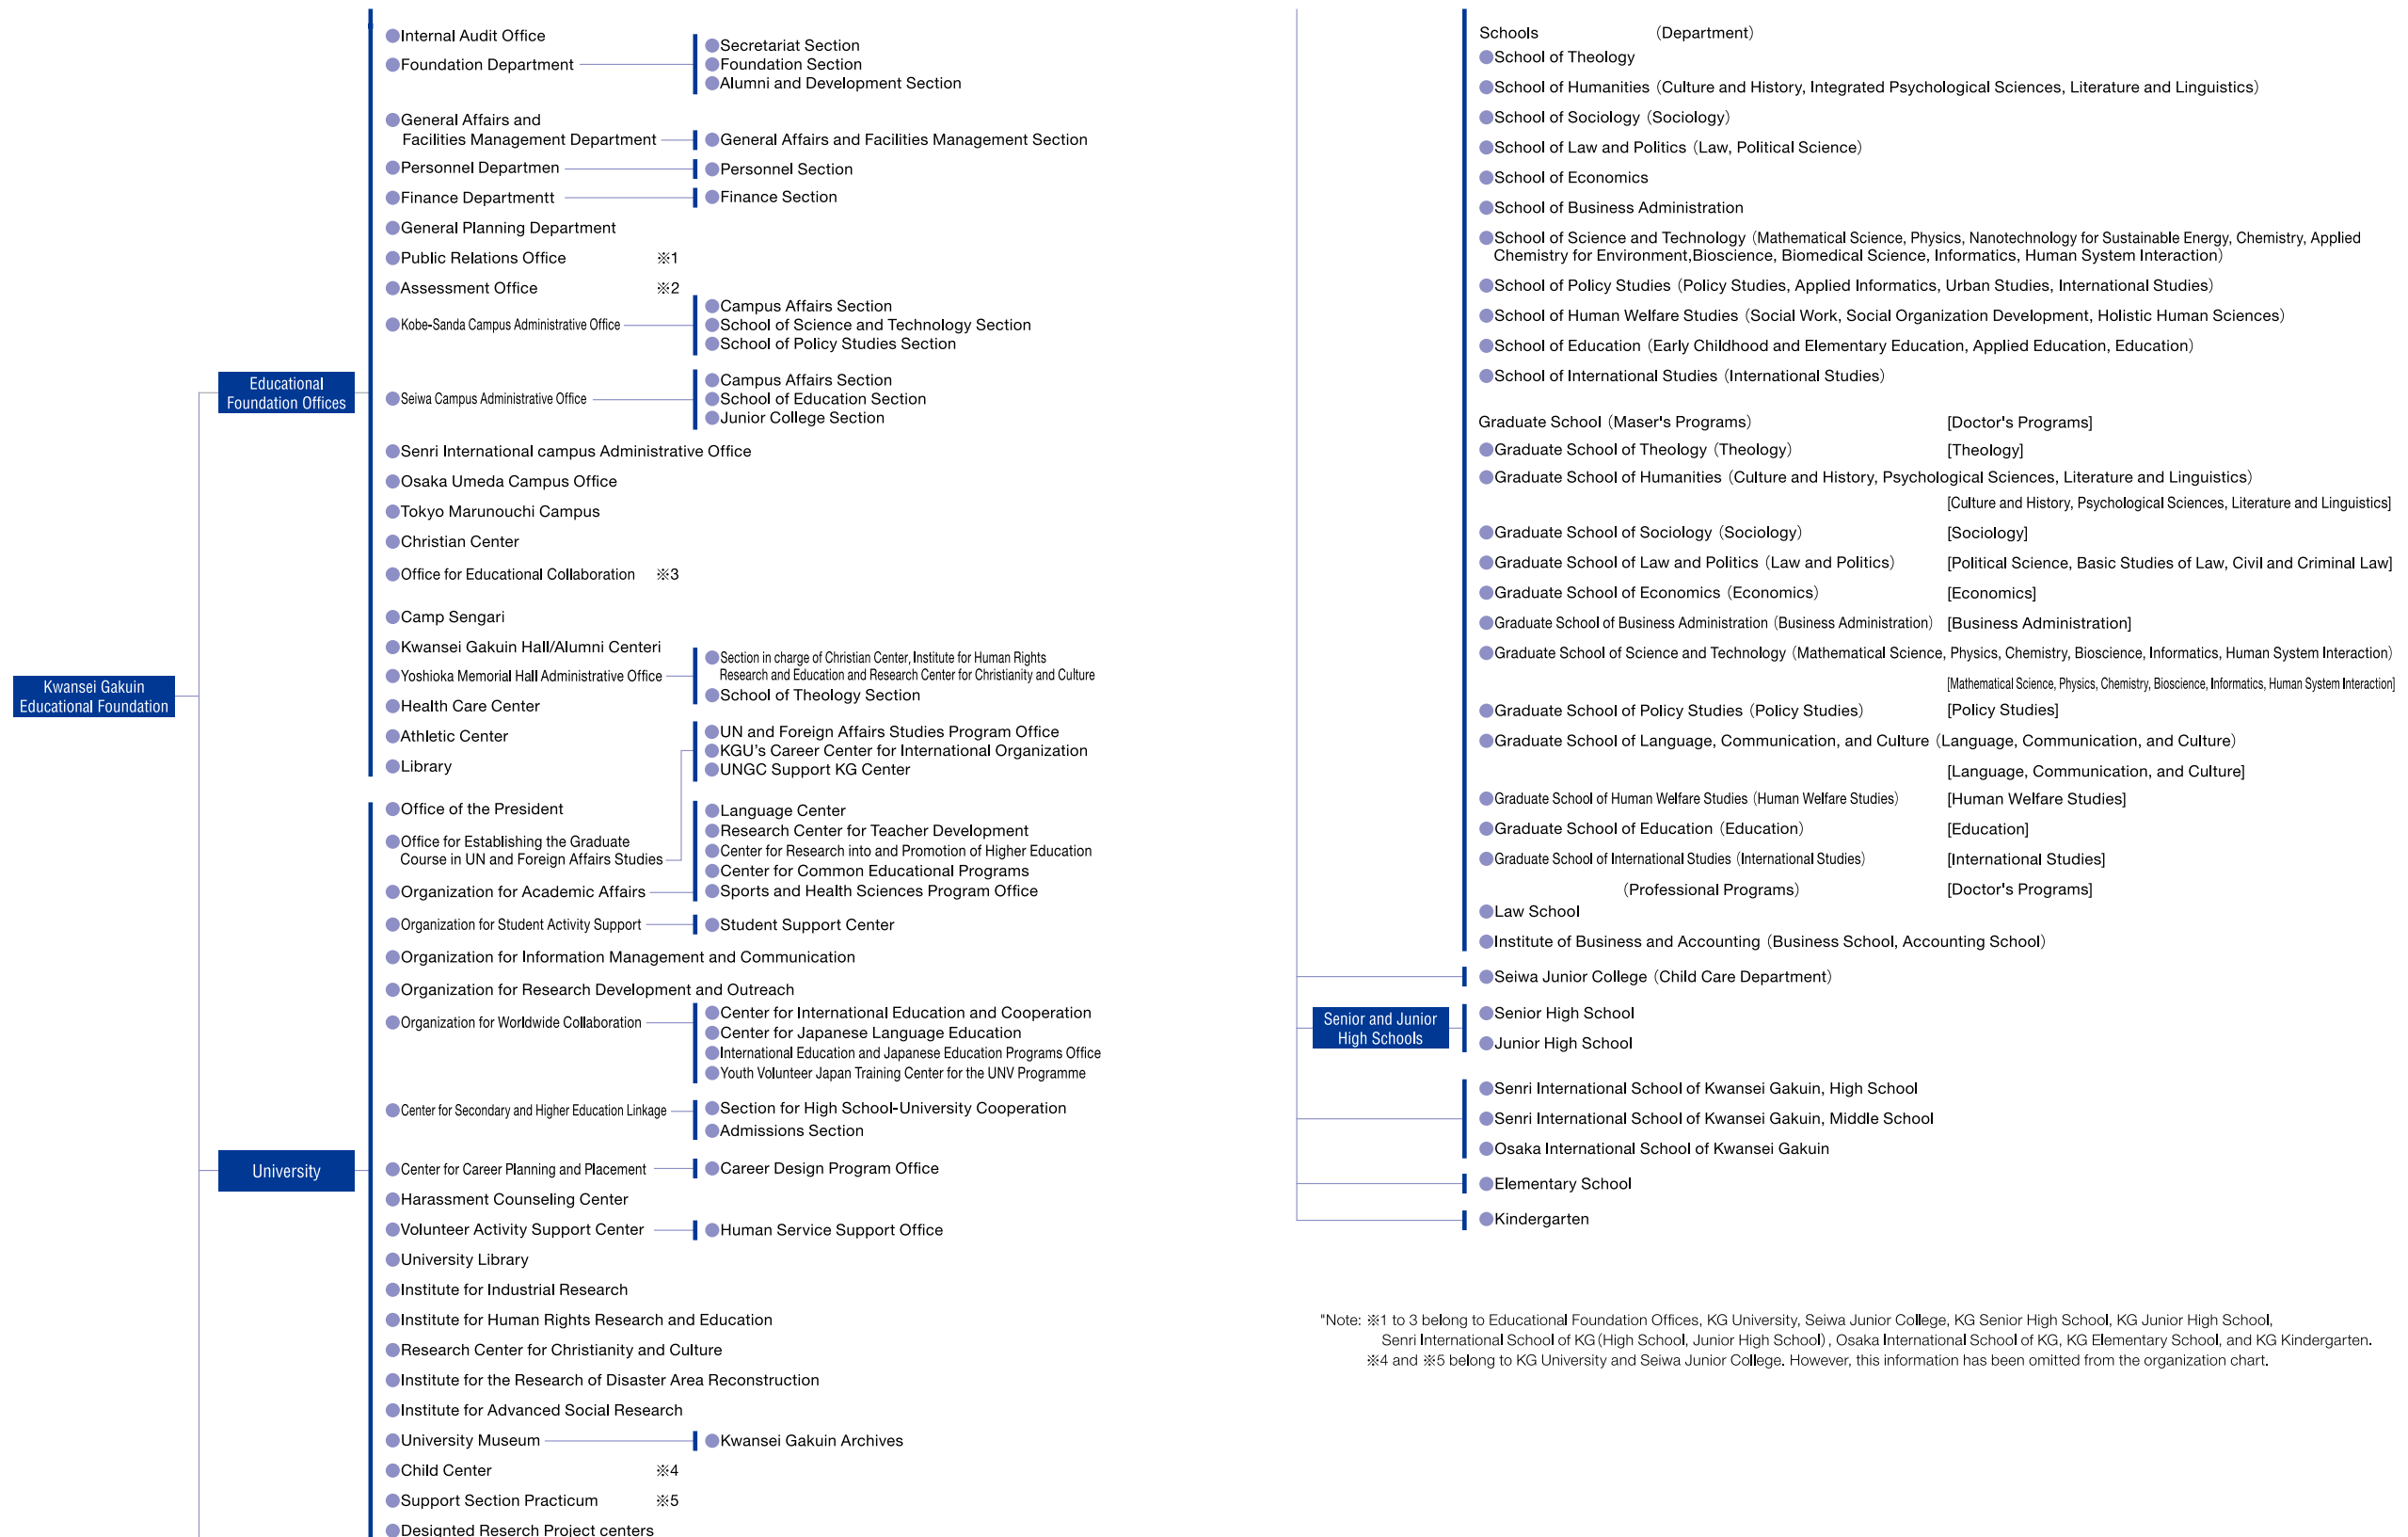 Kwansei Gakuin
Educational Foundation
Educational
Foundation Offices
●Internal Audit Office
●Foundation Department
●Secretariat Section
●Foundation Section
●Alumni and Development Section
●General Affairs and
Facilities Management Department
●General Affairs and Facilities Management Section
●Personnel Departmen
●Personnel Section
●Finance Departmentt
●Finance Section
●General Planning Department
●Public Relations Office ※1
●Assessment Office ※2
●Kobe-Sanda Campus Administrative Office
●Campus Affairs Section
●School of Science and Technology Section
●School of Policy Studies Section
●Seiwa Campus Administrative Office
●Campus Affairs Section
●School of Education Section
●Junior College Section
●Senri International campus Administrative Office
●Osaka Umeda Campus Office
●Tokyo Marunouchi Campus
●Christian Center
●Office for Educational Collaboration ※3
●Camp Sengari
●Kwansei Gakuin Hall/Alumni Centeri
●Yoshioka Memorial Hall Administrative Office
●Section in charge of Christian Center, Institute for Human Rights
Research and Education and Research Center for Christianity and Culture
●School of Theology Section
●Health Care Center
●Athletic Center
●Library
University
●Office of the President
●Office for Establishing the Graduate
Course in UN and Foreign Affairs Studies
●UN and Foreign Affairs Studies Program Office
●KGU's Career Center for International Organization
●UNGC Support KG Center
●Organization for Academic Affairs
●Language Center
●Research Center for Teacher Development
●Center for Research into and Promotion of Higher Education
●Center for Common Educational Programs
●Sports and Health Sciences Program Office
●Organization for Student Activity Support
●Student Support Center
●Organization for Information Management and Communication
●Organization for Research Development and Outreach
●Organization for Worldwide Collaboration
●Center for International Education and Cooperation
●Center for Japanese Language Education
●International Education and Japanese Education Programs Office
●Youth Volunteer Japan Training Center for the UNV Programme
●Center for Secondary and Higher Education Linkage
●Section for High School-University Cooperation
●Admissions Section
●Center for Career Planning and Placement
●Career Design Program Office
●Harassment Counseling Center
●Volunteer Activity Support Center
●Human Service Support Office
●University Library
●Institute for Industrial Research
●Institute for Human Rights Research and Education
●Research Center for Christianity and Culture
●Institute for the Research of Disaster Area Reconstruction
●Institute for Advanced Social Research
●University Museum
●Kwansei Gakuin Archives
●Child Center ※4
●Support Section Practicum ※5
●Designted Reserch Project centers
Schools （Department）
●School of Theology
●School of Humanities（Culture and History, Integrated Psychological Sciences, Literature and Linguistics）
●School of Sociology（Sociology）
●School of Law and Politics（Law, Political Science）
●School of Economics
●School of Business Administration
●School of Science and Technology（Mathematical Science, Physics, Nanotechnology for Sustainable Energy, Chemistry, Applied
Chemistry for Environment,Bioscience, Biomedical Science, Informatics, Human System Interaction）
●School of Policy Studies（Policy Studies, Applied Informatics, Urban Studies, International Studies）
●School of Human Welfare Studies（Social Work, Social Organization Development, Holistic Human Sciences）
●School of Education（Early Childhood and Elementary Education, Applied Education, Education）
●School of International Studies（International Studies）
Graduate School（Maser's Programs） [Doctor's Programs]
●Graduate School of Theology（Theology） [Theology]
●Graduate School of Humanities（Culture and History, Psychological Sciences, Literature and Linguistics）
[Culture and History, Psychological Sciences, Literature and Linguistics]
●Graduate School of Sociology（Sociology） [Sociology]
●Graduate School of Law and Politics（Law and Politics） [Political Science, Basic Studies of Law, Civil and Criminal Law]
●Graduate School of Economics（Economics） [Economics]
●Graduate School of Business Administration（Business Administration） [Business Administration]
●Graduate School of Science and Technology（Mathematical Science, Physics, Chemistry, Bioscience, Informatics, Human System Interaction）
[Mathematical Science, Physics, Chemistry, Bioscience, Informatics, Human System Interaction]
●Graduate School of Policy Studies（Policy Studies） [Policy Studies]
●Graduate School of Language, Communication, and Culture（Language, Communication, and Culture）
[Language, Communication, and Culture]
●Graduate School of Human Welfare Studies（Human Welfare Studies） [Human Welfare Studies]
●Graduate School of Education（Education） [Education]
●Graduate School of International Studies（International Studies） [International Studies]
（Professional Programs） [Doctor's Programs]
●Law School
●Institute of Business and Accounting（Business School, Accounting School）
●Seiwa Junior College（Child Care Department）
Senior and Junior
High Schools
●Senior High School
●Junior High School
●Senri International School of Kwansei Gakuin, High School
●Senri International School of Kwansei Gakuin, Middle School
●Osaka International School of Kwansei Gakuin
●Elementary School
●Kindergarten
"Note: ※1 to 3 belong to Educational Foundation Offices, KG University, Seiwa Junior College, KG Senior High School, KG Junior High School,
Senri International School of KG（High School, Junior High School）, Osaka International School of KG, KG Elementary School, and KG Kindergarten.
※4 and ※5 belong to KG University and Seiwa Junior College. However, this information has been omitted from the organization chart.